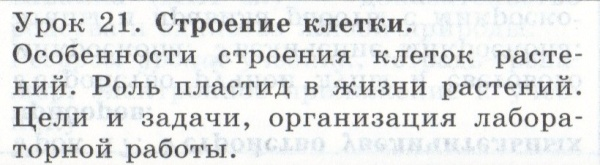 Урок 21. Строение клетки.
Особенности строения клеток расте-
ний. Роль пластид в жизни растений.
Цели и задачи, организация лабора-
торной работы.